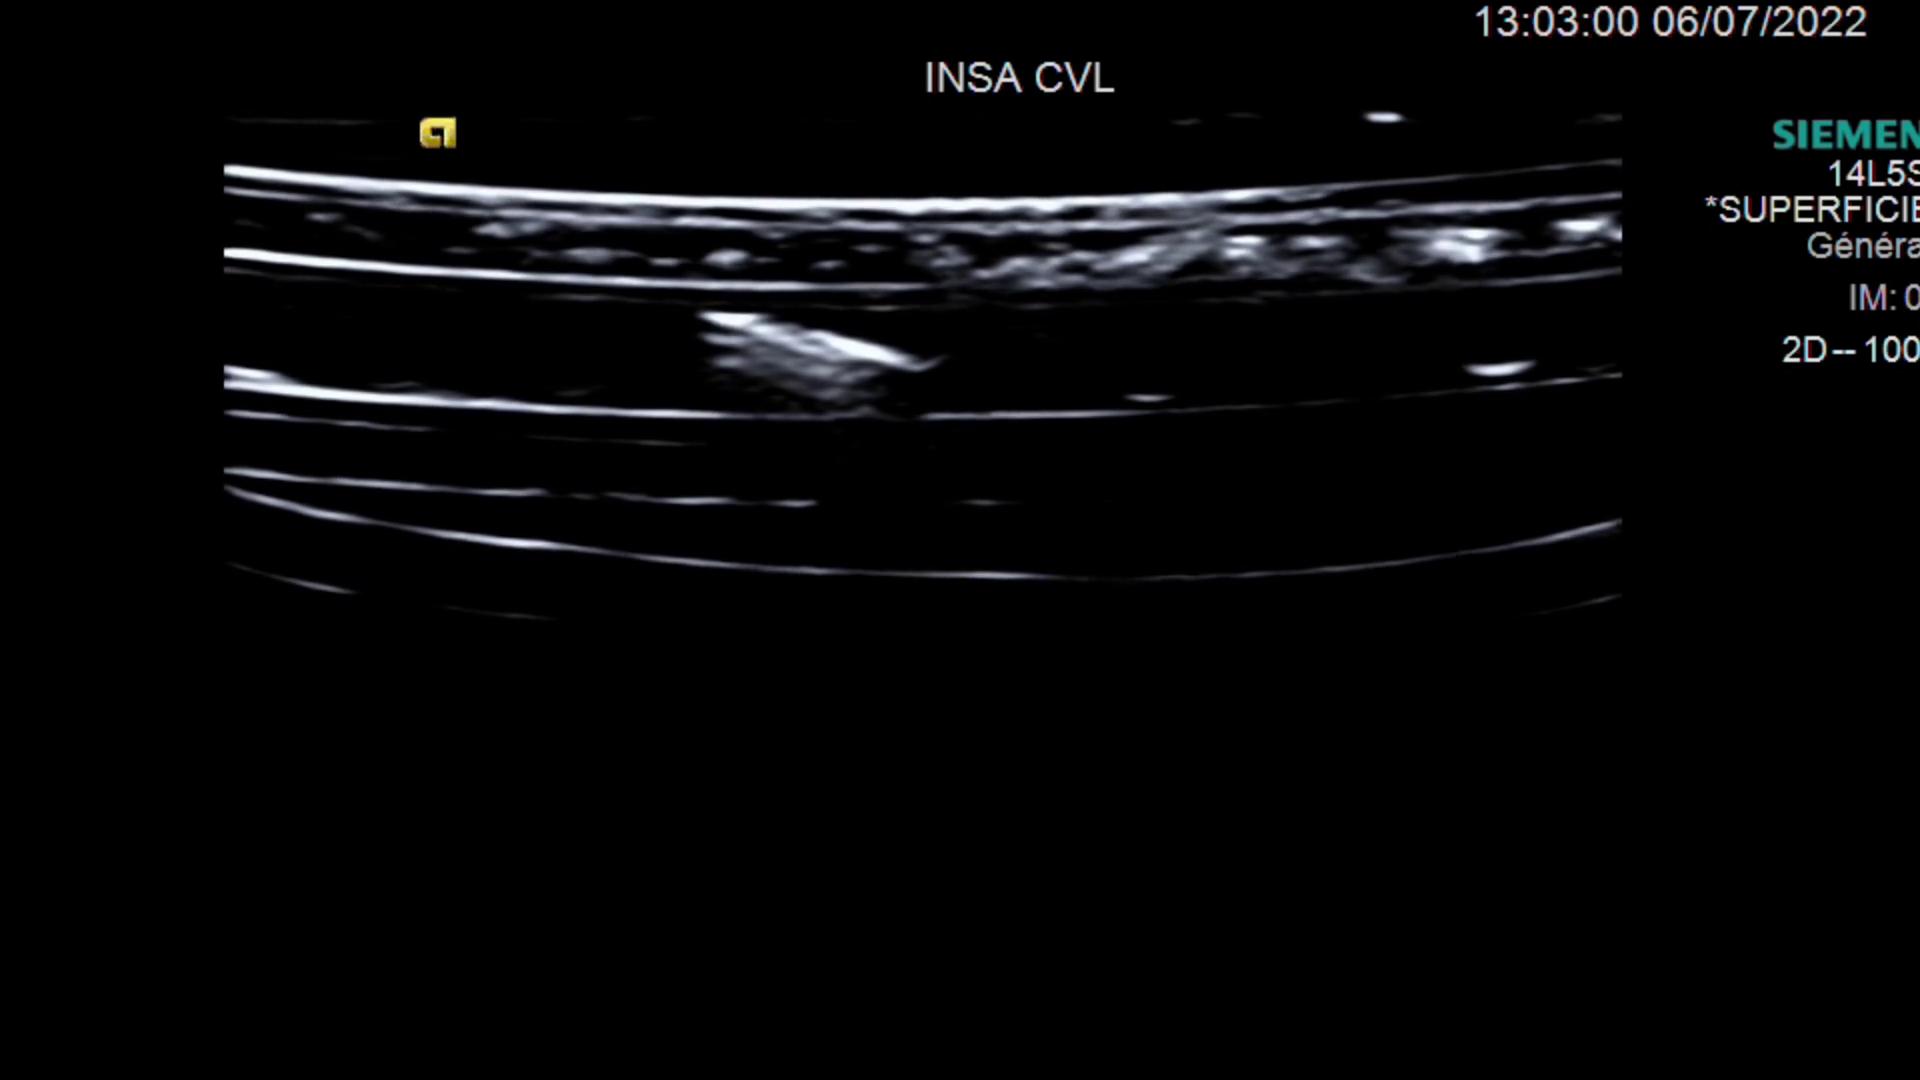 13:03:00 06/07/2022
INSA CVL
SIEMEN
14L5S
*SUPERFICIE
Généra
IM: 0
2D--100